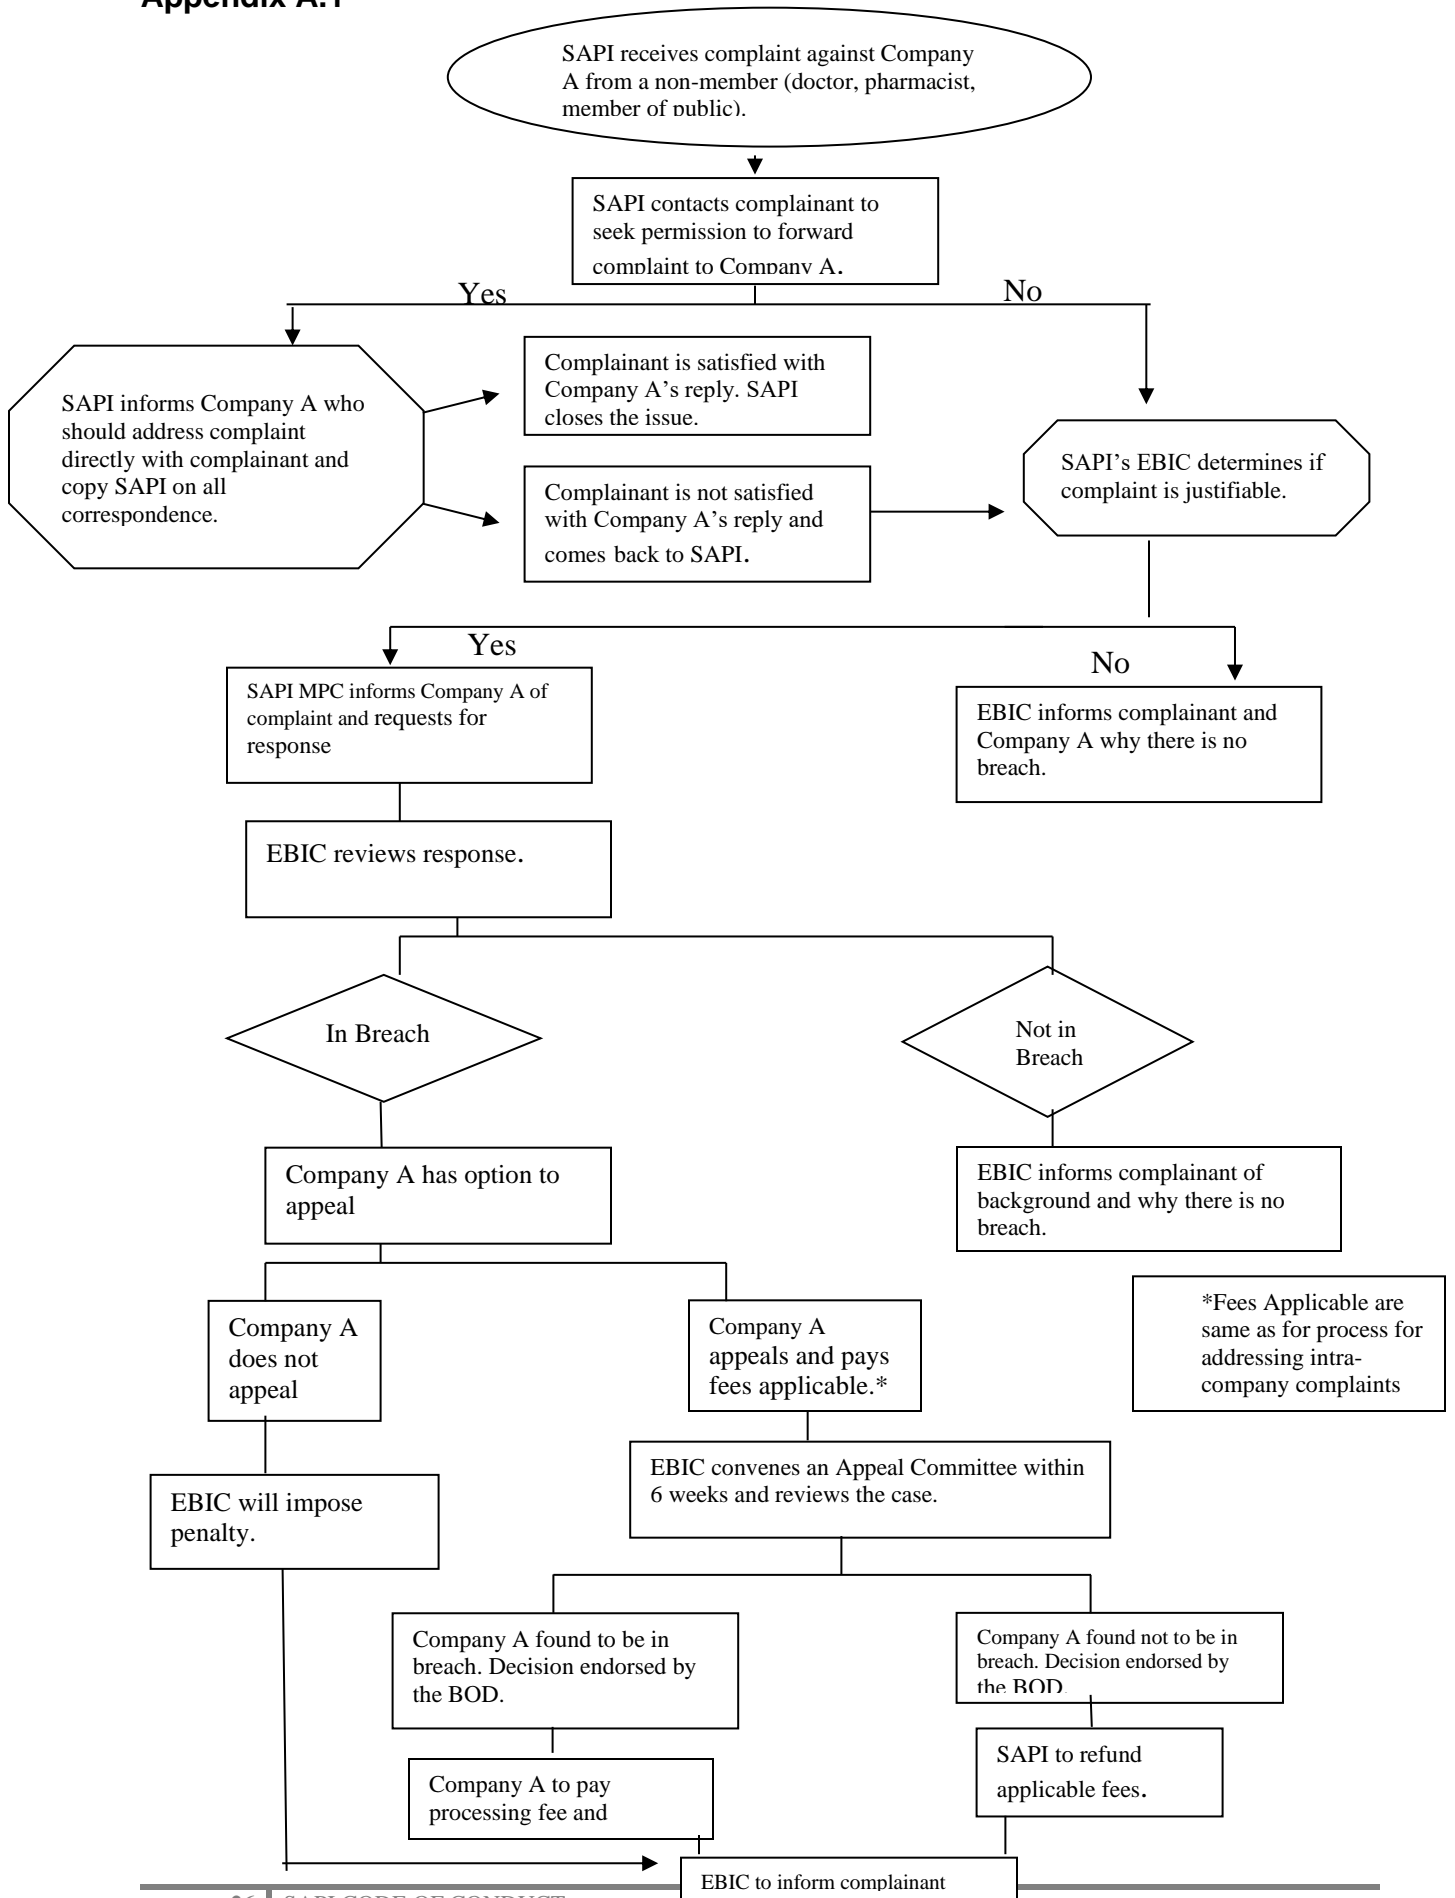 Appendix A.1
SAPI receives complaint against Company
A from a non-member (doctor, pharmacist,
member of public).
SAPI contacts complainant to
seek permission to forward
complaint to Company A.
Yes
No
SAPI informs Company A who
should address complaint
directly with complainant and
copy SAPI on all
correspondence.
Complainant is satisfied with
Company A’s reply. SAPI
closes the issue.
Complainant is not satisfied
with Company A’s reply and
comes back to SAPI.
SAPI’s EBIC determines if
complaint is justifiable.
Yes
No
SAPI MPC informs Company A of
complaint and requests for
response
EBIC informs complainant and
Company A why there is no
breach.
EBIC reviews response.
In Breach
Not in
Breach
Company A has option to
appeal
EBIC informs complainant of
background and why there is no
breach.
Company A
does not
appeal
Company A
appeals and pays
fees applicable.*
*Fees Applicable are
same as for process for
addressing intra-
company complaints
EBIC will impose
penalty.
EBIC convenes an Appeal Committee within
6 weeks and reviews the case.
Company A found to be in
breach. Decision endorsed by
the BOD.
Company A found not to be in
breach. Decision endorsed by
the BOD.
Company A to pay
processing fee and
SAPI to refund
applicable fees.
EBIC to inform complainant
SAPI CODE OF CONDUCT